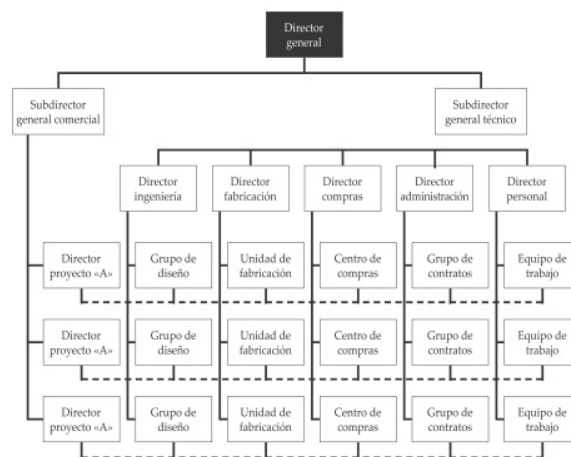 Director
general
Subdirector
general comercial
Subdirector
general técnico
Director
ingeniería
Director
fabricación
Director
compras
Director
administración
Director
personal
Director
proyecto «A»
Grupo de
diseño
Unidad de
fabricación
Centro de
compras
Grupo de
contratos
Equipo de
trabajo
Director
proyecto «A»
Grupo de
diseño
Unidad de
fabricación
Centro de
compras
Grupo de
contratos
Equipo de
trabajo
Director
proyecto «A»
Grupo de
diseño
Unidad de
fabricación
Centro de
compras
Grupo de
contratos
Equipo de
trabajo